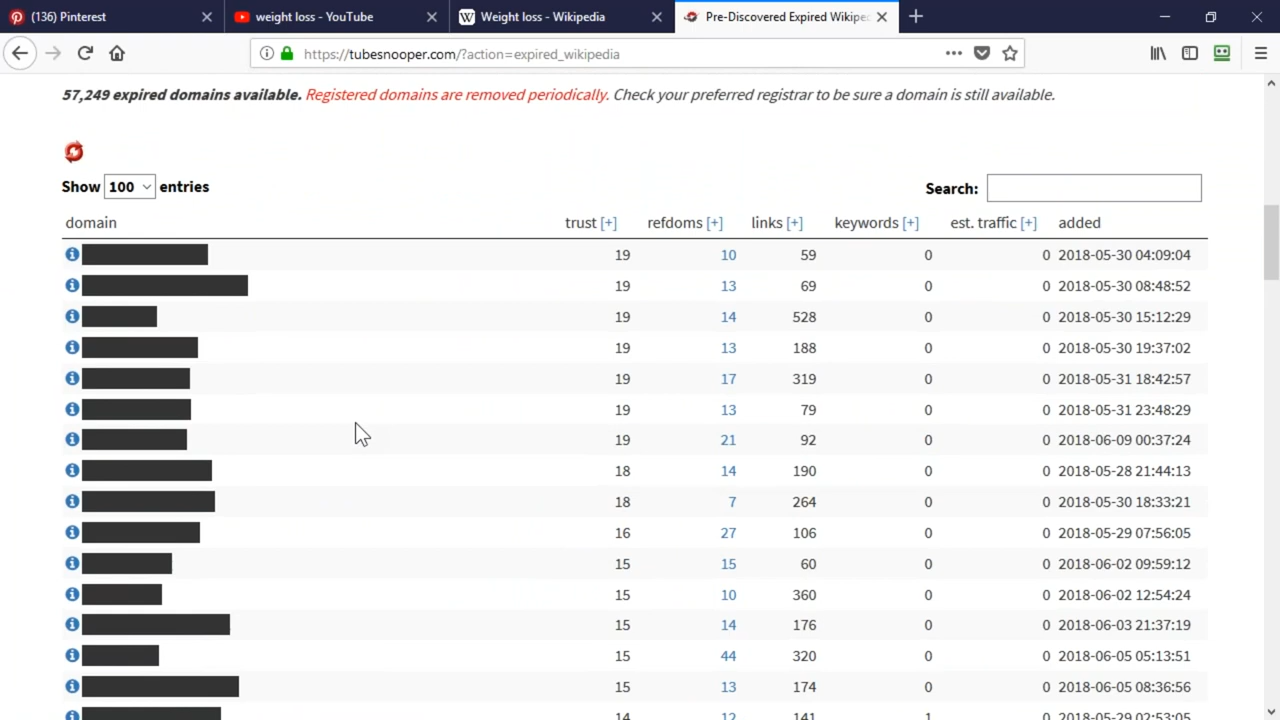 (136) Pinterest
weight loss - YouTube
Weight loss - Wikipedia
Pre-Discovered Expired Wikipe
https://tubesnooper.com/?action=expired_wikipedia
57,249 expired domains available. Registered domains are removed periodically. Check your preferred registrar to be sure a domain is still available.
Show 100 entries
Search:
domain trust [+] refdoms [+] links [+] keywords [+] est. traffic [+] added
19 10 59 0 0 2018-05-30 04:09:04
19 13 69 0 0 2018-05-30 08:48:52
19 14 528 0 0 2018-05-30 15:12:29
19 13 188 0 0 2018-05-30 19:37:02
19 17 319 0 0 2018-05-31 18:42:57
19 13 79 0 0 2018-05-31 23:48:29
19 21 92 0 0 2018-06-09 00:37:24
18 14 190 0 0 2018-05-28 21:44:13
18 7 264 0 0 2018-05-30 18:33:21
16 27 106 0 0 2018-05-29 07:56:05
15 15 60 0 0 2018-06-02 09:59:12
15 10 360 0 0 2018-06-02 12:54:24
15 14 176 0 0 2018-06-03 21:37:19
15 44 320 0 0 2018-06-05 05:13:51
15 13 174 0 0 2018-06-05 08:36:56
14 12 141 1 0 2018-05-29 02:53:05